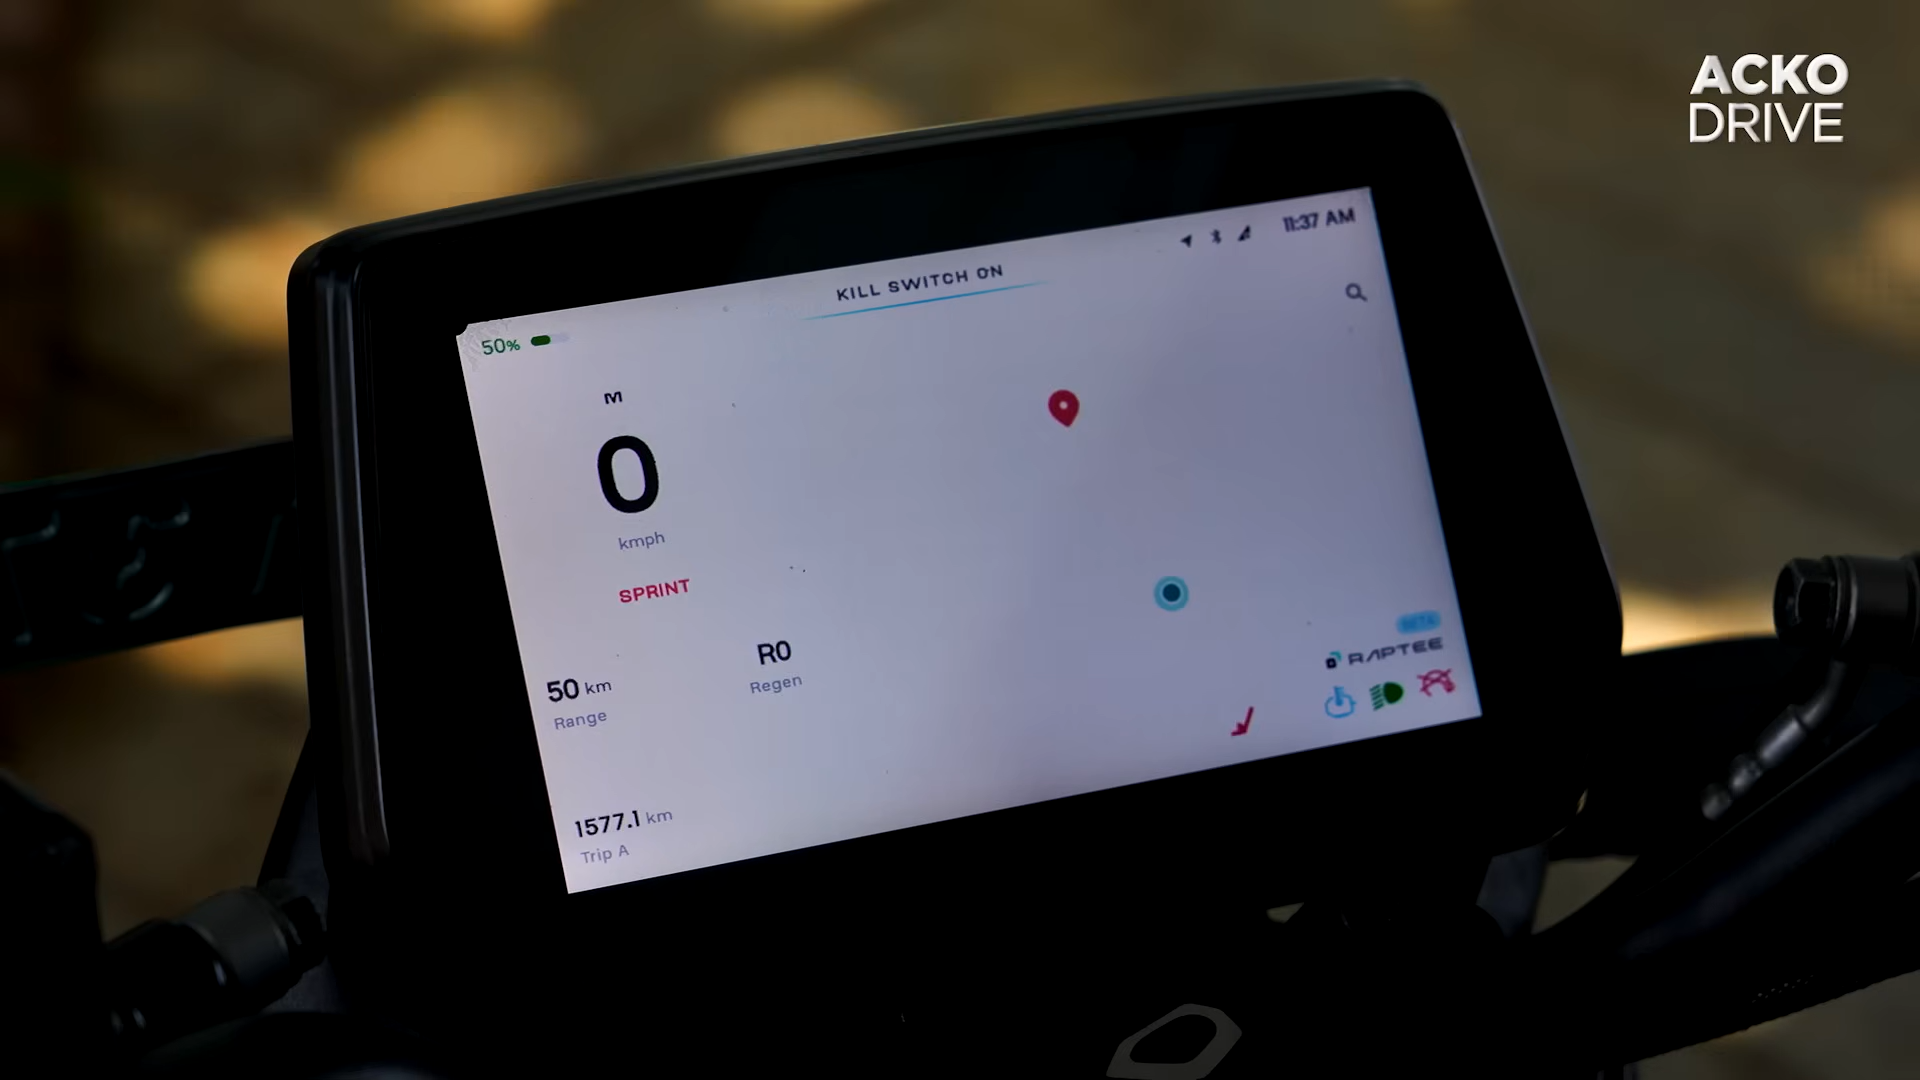 ACKO
DRIVE
11:37 AM
KILL SWITCH ON
50%
M
0
kmph
SPRINT
R0
Regen
50 km
Range
BETA
RAPTEE
1577.1 km
Trip A